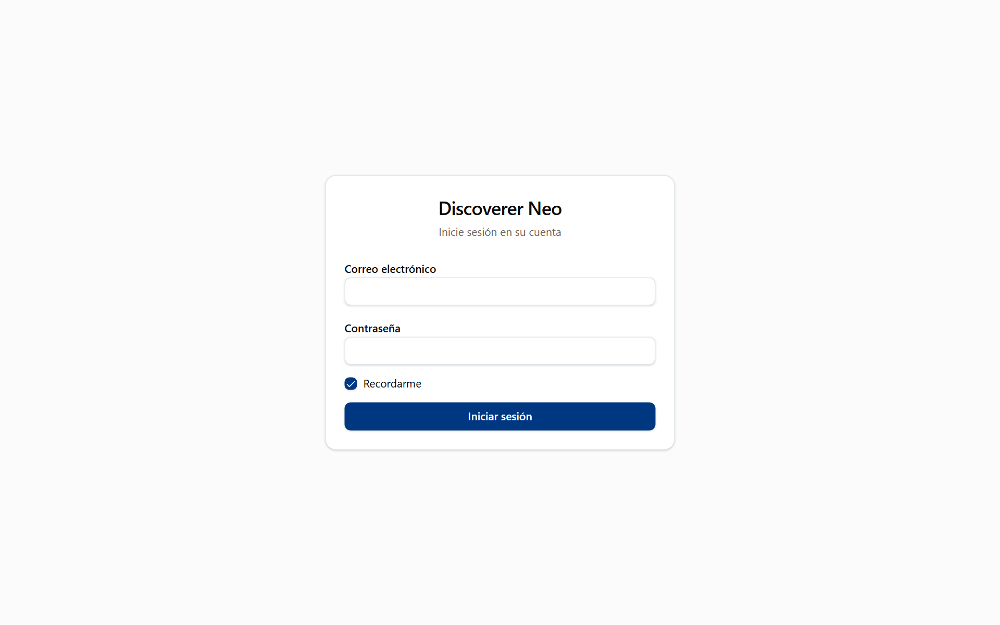 Discoverer Neo
Inicie sesión en su cuenta
Correo electrónico
Contraseña
Recordarme
Iniciar sesión